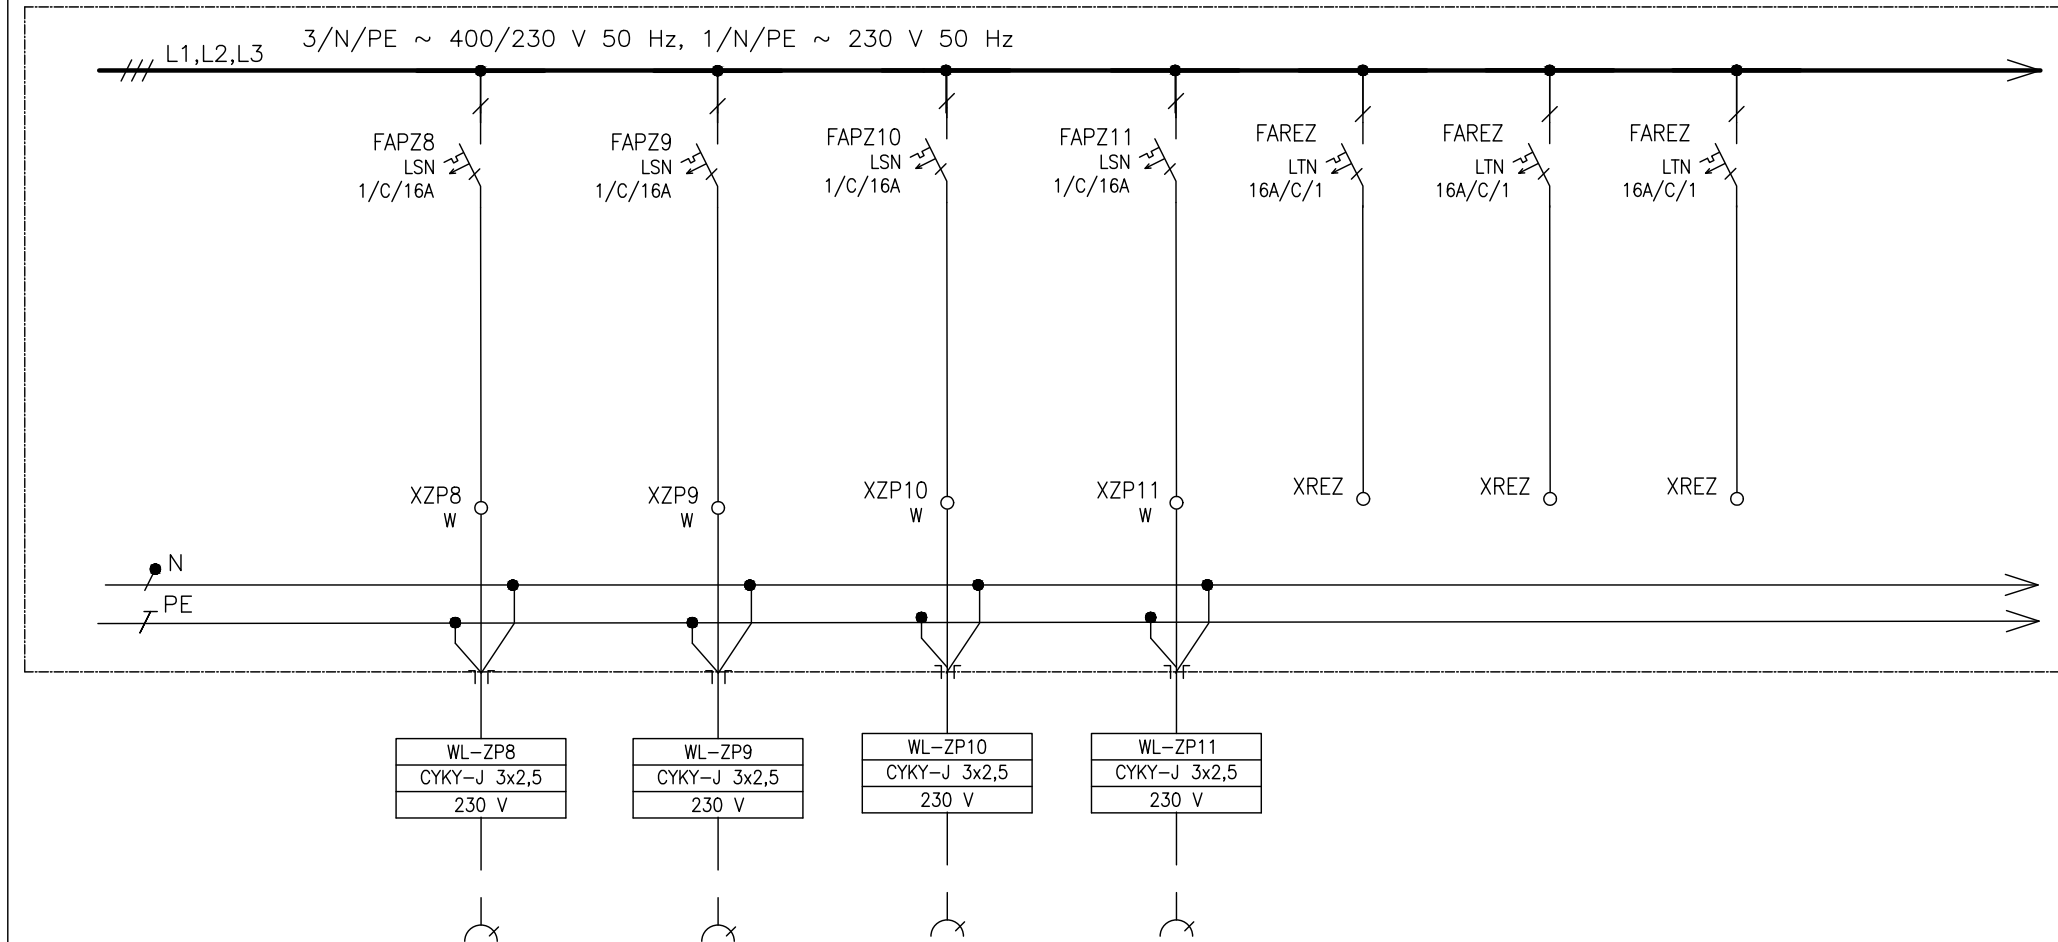 3/N/PE ~ 400/230 V 50 Hz, 1/N/PE ~ 230 V 50 Hz
L1,L2,L3
FAPZ8
LSN
1/C/16A
FAPZ9
LSN
1/C/16A
FAPZ10
LSN
1/C/16A
FAPZ11
LSN
1/C/16A
FAREZ
LTN
16A/C/1
FAREZ
LTN
16A/C/1
FAREZ
LTN
16A/C/1
XZP8
W
XZP9
W
XZP10
W
XZP11
W
XREZ
XREZ
XREZ
N
PE
WL-ZP8
CYKY-J 3x2,5
230 V
WL-ZP9
CYKY-J 3x2,5
230 V
WL-ZP10
CYKY-J 3x2,5
230 V
WL-ZP11
CYKY-J 3x2,5
230 V